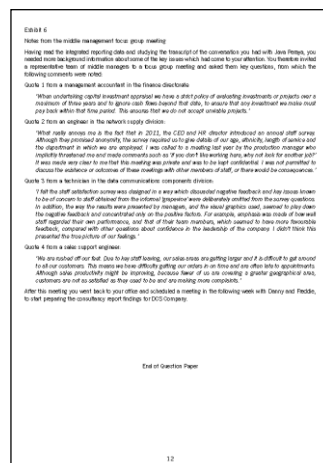 Exhibit 6
Notes from the middle management focus group meeting
Having read the integrated reporting data and studying the transcript of the conversation you had with Java Peraya, you
needed more background information about some of the key issues which had come to your attention. You therefore invited
a representative team of middle managers to a focus group meeting and asked them key questions, from which the
following comments were noted:
Quote 1 from a management accountant in the finance directorate
'When undertaking capital investment appraisal we have a strict policy of evaluating investments or projects over a
maximum of three years and to ignore cash flows beyond that date, to ensure that any investment we make must
pay back within that time period. This ensures that we do not accept unviable projects.'
Quote 2 from an engineer in the network supply division:
'What really annoys me is the fact that in 2011, the CEO and HR director introduced an annual staff survey.
Although they promised anonymity, the survey required us to give details of our age, ethnicity, length of service and
the department in which we are employed. I was called to a meeting last year by the production manager who
implicitly threatened me and made comments such as 'if you don't like working here, why not look for another job?'
It was made very clear to me that this meeting was private and was to be kept confidential. I was not permitted to
discuss the existence or outcomes of these meetings with other members of staff, or there would be consequences.'
Quote 3 from a technician in the data communications components division:
'I felt the staff satisfaction survey was designed in a way which dissuaded negative feedback and key issues known
to be of concern to staff obtained from the informal 'grapevine' were deliberately omitted from the survey questions.
In addition, the way the results were presented by managers, and the visual graphics used, seemed to play down
the negative feedback and concentrated only on the positive factors. For example, emphasis was made of how well
staff regarded their own performance, and that of their team members, which seemed to have more favourable
feedback, compared with other questions about confidence in the leadership of the company. I didn't think this
presented the true picture of our feelings.'
Quote 4 from a sales support engineer:
'We are rushed off our feet. Due to key staff leaving, our sales areas are getting larger and it is difficult to get around
to all our customers. This means we have difficulty getting our orders in on time and are often late to appointments.
Although sales productivity might be improving, because fewer of us are covering a greater geographical area,
customers are not as satisfied as they used to be and are making more complaints.'
After this meeting you went back to your office and scheduled a meeting in the following week with Danny and Freddie,
to start preparing the consultancy report findings for DCS Company.
End of Question Paper
12